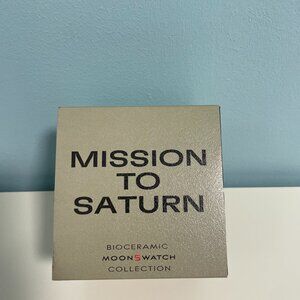 MISSION
TO
SATURN
BIOCERAMIC
MOONSWATCH
COLLECTION